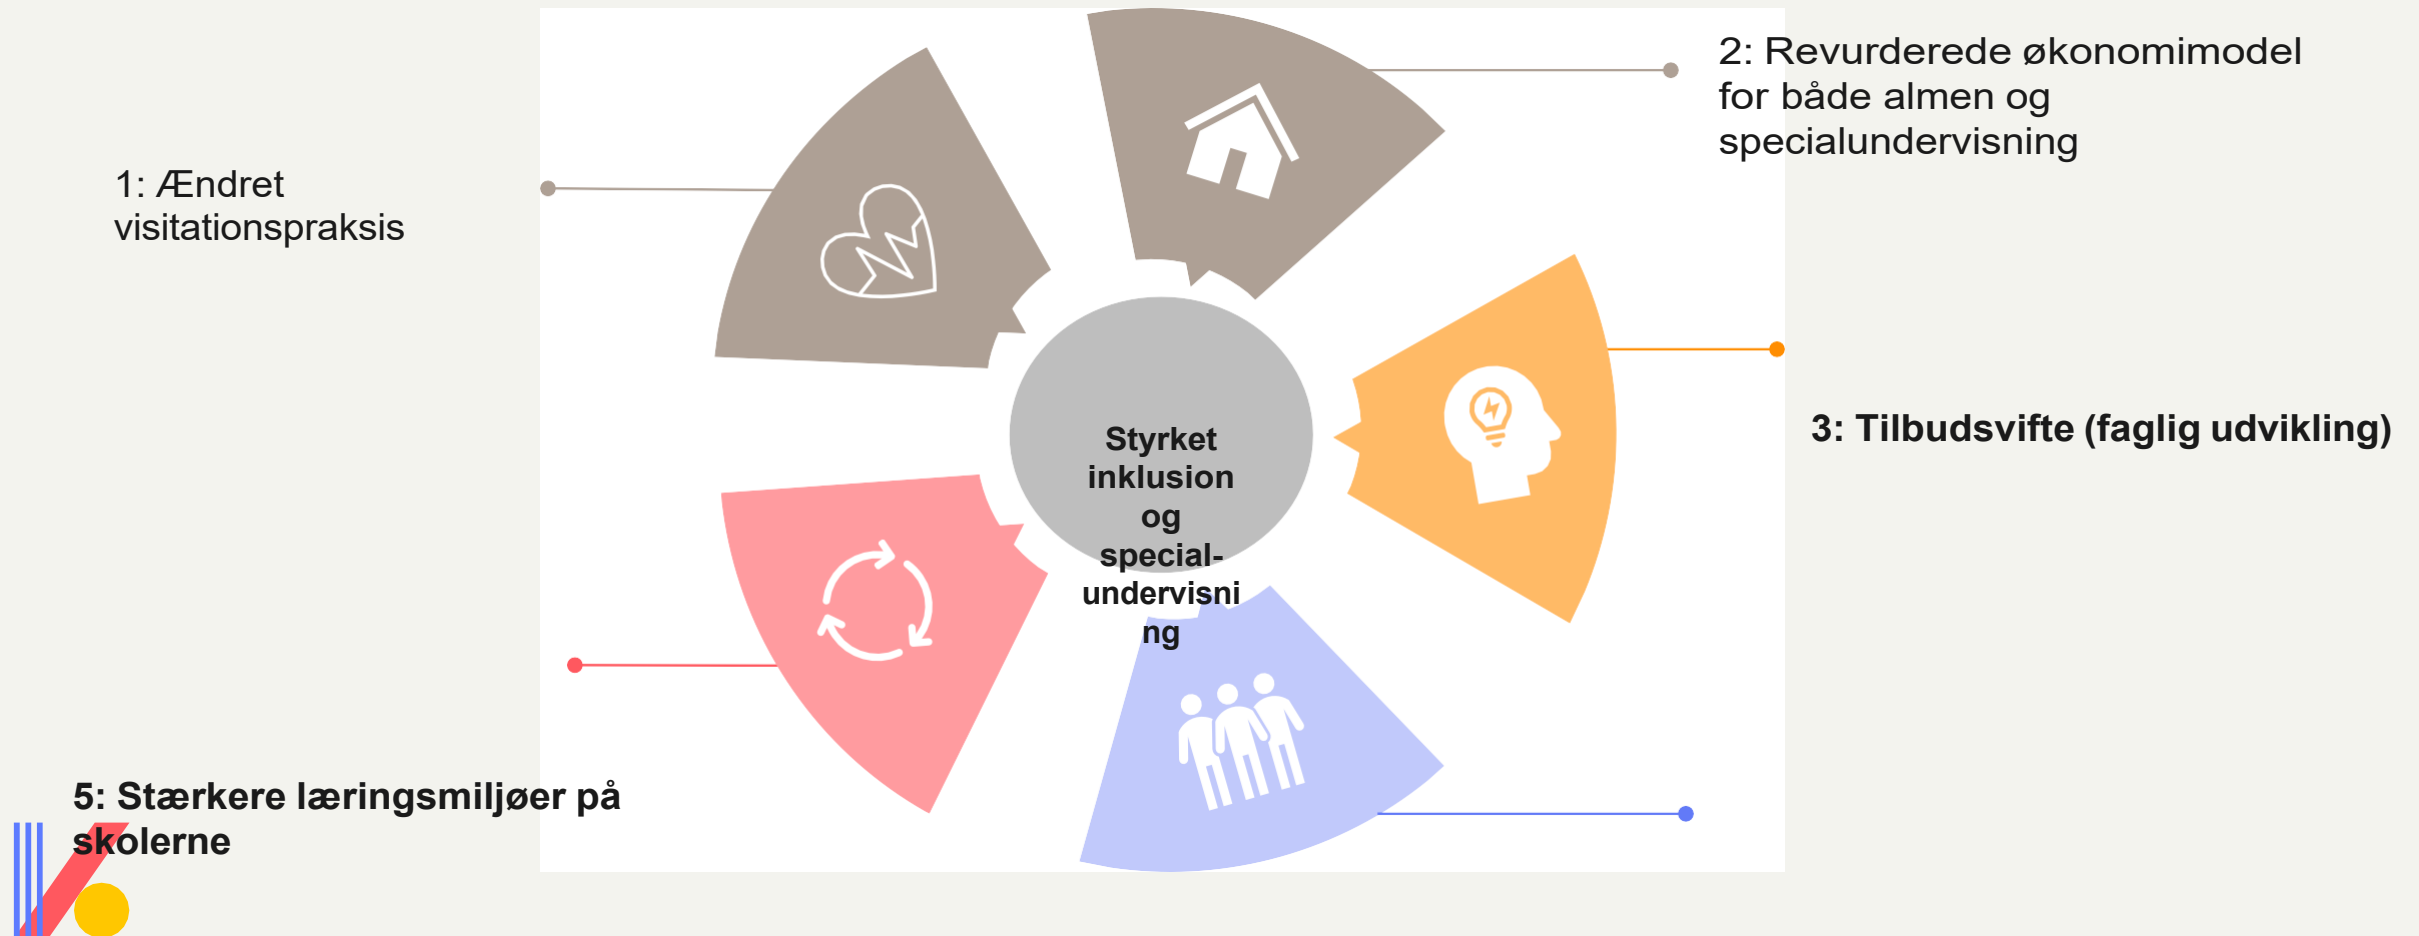 1: Ændret
visitationspraksis
2: Revurderede økonomimodel
for både almen og
specialundervisning
3: Tilbudsvifte (faglig udvikling)
Styrket
inklusion
og
special-
undervisni
ng
5: Stærkere læringsmiljøer på
skolerne